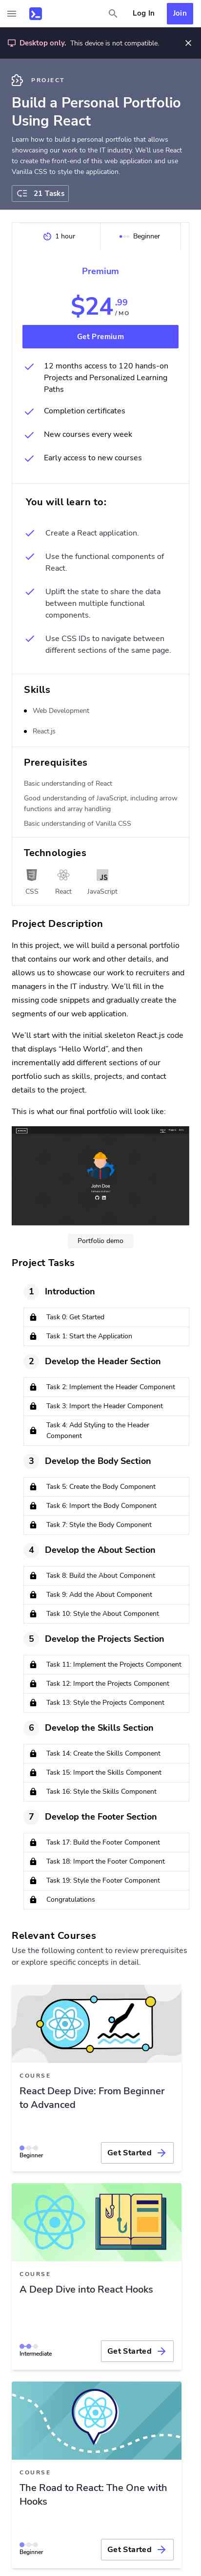 Log In
Join
Desktop only. This device is not compatible.
PROJECT
Build a Personal Portfolio
Using React
Learn how to build a personal portfolio that allows
showcasing our work to the IT industry. We’ll use React
to create the front-end of this web application and use
Vanilla CSS to style the application.
21 Tasks
1 hour
Beginner
Premium
$24.99
/ MO
Get Premium
12 months access to 120 hands-on
Projects and Personalized Learning
Paths
Completion certificates
New courses every week
Early access to new courses
You will learn to:
Create a React application.
Use the functional components of
React.
Uplift the state to share the data
between multiple functional
components.
Use CSS IDs to navigate between
different sections of the same page.
Skills
Web Development
React.js
Prerequisites
Basic understanding of React
Good understanding of JavaScript, including arrow
functions and array handling
Basic understanding of Vanilla CSS
Technologies
JS
CSS
React
JavaScript
Project Description
In this project, we will build a personal portfolio
that contains our work and other details, and
allows us to showcase our work to recruiters and
managers in the IT industry. We’ll fill in the
missing code snippets and gradually create the
segments of our web application.
We’ll start with the initial skeleton React.js code
that displays “Hello World”, and then
incrementally add different sections of our
portfolio such as skills, projects, and contact
details to the project.
This is what our final portfolio will look like:
John Doe
Portfolio demo
Project Tasks
1 Introduction
Task 0: Get Started
Task 1: Start the Application
2 Develop the Header Section
Task 2: Implement the Header Component
Task 3: Import the Header Component
Task 4: Add Styling to the Header
Component
3 Develop the Body Section
Task 5: Create the Body Component
Task 6: Import the Body Component
Task 7: Style the Body Component
4 Develop the About Section
Task 8: Build the About Component
Task 9: Add the About Component
Task 10: Style the About Component
5 Develop the Projects Section
Task 11: Implement the Projects Component
Task 12: Import the Projects Component
Task 13: Style the Projects Component
6 Develop the Skills Section
Task 14: Create the Skills Component
Task 15: Import the Skills Component
Task 16: Style the Skills Component
7 Develop the Footer Section
Task 17: Build the Footer Component
Task 18: Import the Footer Component
Task 19: Style the Footer Component
Congratulations
Relevant Courses
Use the following content to review prerequisites
or explore specific concepts in detail.
COURSE
React Deep Dive: From Beginner
to Advanced
Beginner
Get Started
COURSE
A Deep Dive into React Hooks
Intermediate
Get Started
COURSE
The Road to React: The One with
Hooks
Beginner
Get Started